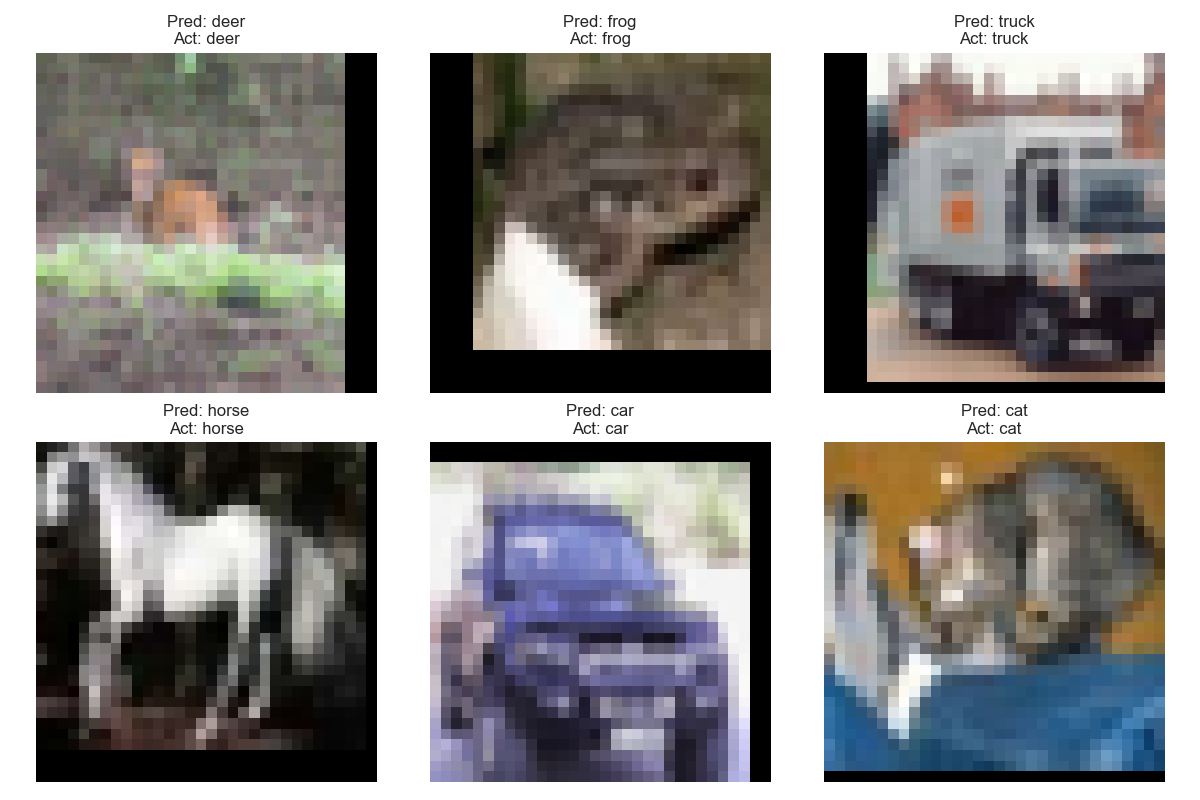 Pred: deer
Act: deer
Pred: frog
Act: frog
Pred: truck
Act: truck
Pred: horse
Act: horse
Pred: car
Act: car
Pred: cat
Act: cat